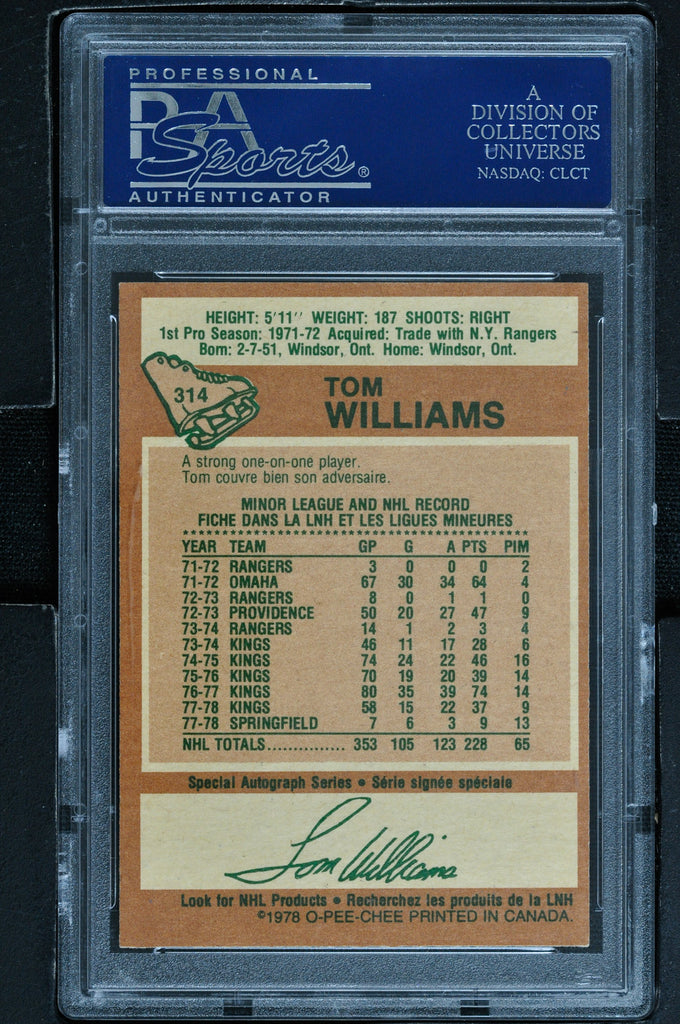 PROFESSIONAL
PSA
Sports®
AUTHENTICATOR
A
DIVISION OF
COLLECTORS
UNIVERSE
NASDAQ: CLCT
HEIGHT: 5'11'' WEIGHT: 187 SHOOTS: RIGHT
1st Pro Season: 1971-72 Acquired: Trade with N.Y. Rangers
Born: 2-7-51, Windsor, Ont. Home: Windsor, Ont.
314
TOM
WILLIAMS
A strong one-on-one player.
Tom couvre bien son adversaire.
MINOR LEAGUE AND NHL RECORD
FICHE DANS LA LNH ET LES LIGUES MINEURES
YEAR TEAM GP G A PTS PIM
71-72 RANGERS 3 0 0 0 2
71-72 OMAHA 67 30 34 64 4
72-73 RANGERS 8 0 1 1 0
72-73 PROVIDENCE 50 20 27 47 9
73-74 RANGERS 14 1 2 3 4
73-74 KINGS 46 11 17 28 6
74-75 KINGS 74 24 22 46 16
75-76 KINGS 70 19 20 39 14
76-77 KINGS 80 35 39 74 14
77-78 KINGS 58 15 22 37 9
77-78 SPRINGFIELD 7 6 3 9 13
NHL TOTALS............... 353 105 123 228 65
Special Autograph Series • Série signée spéciale
Tom Williams
Look for NHL Products • Recherchez les produits de la LNH
©1978 O-PEE-CHEE PRINTED IN CANADA.